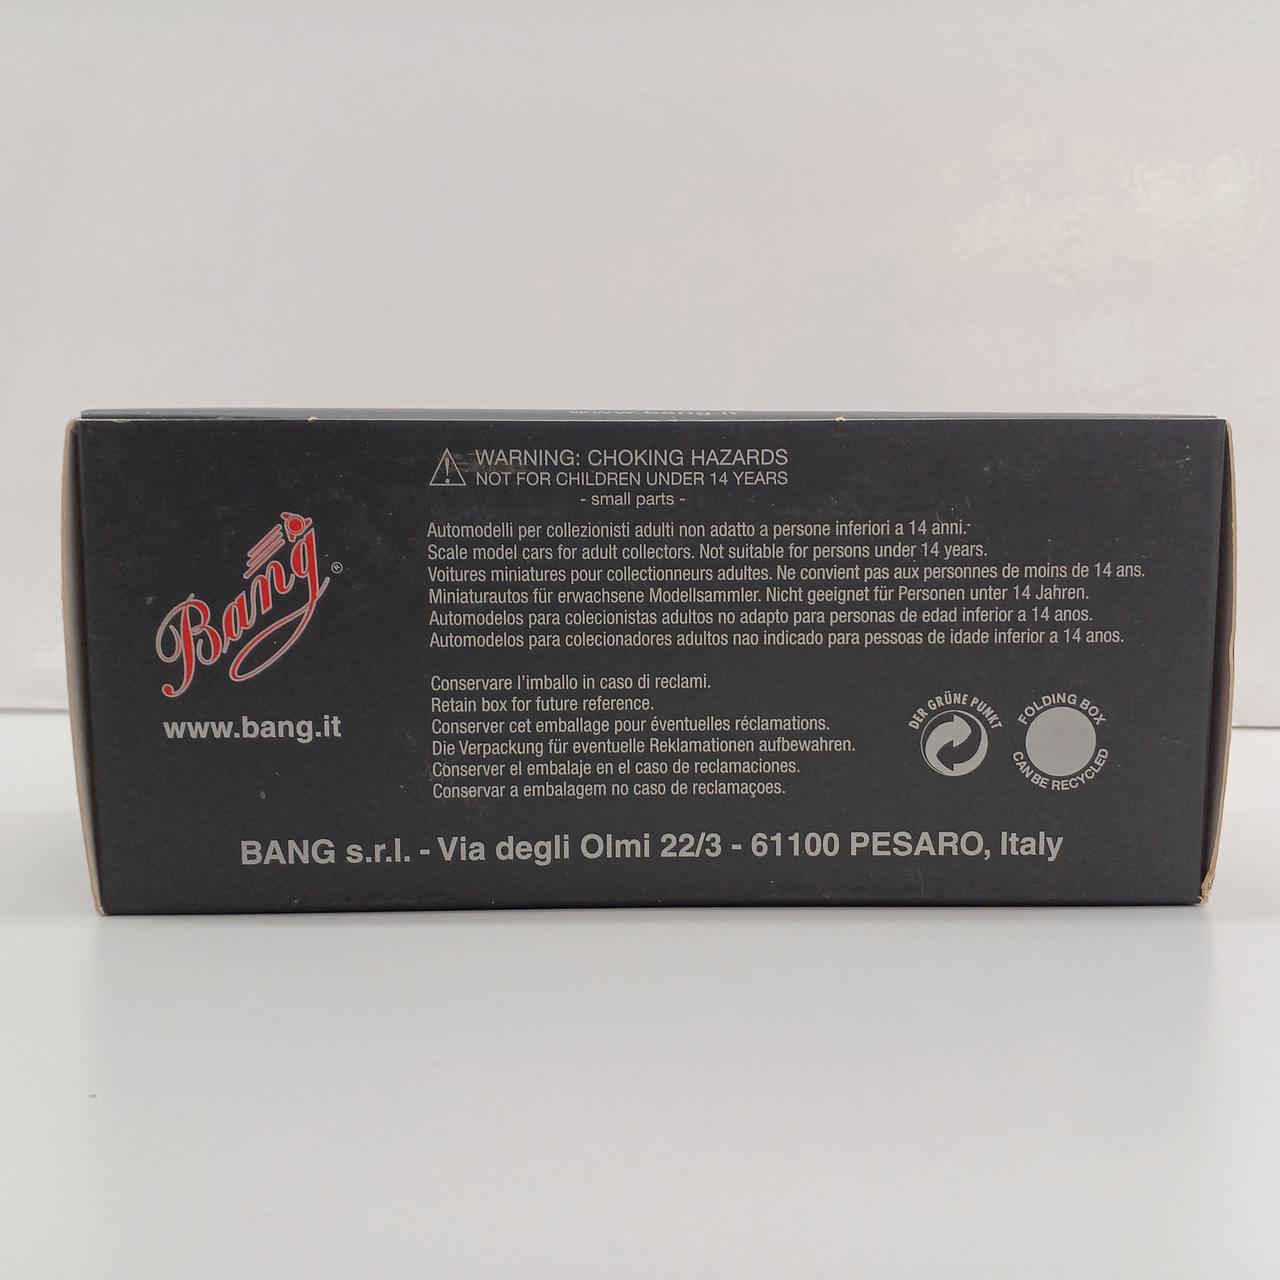 www.bang.it
WARNING: CHOKING HAZARDS
NOT FOR CHILDREN UNDER 14 YEARS
- small parts -
Automodelli per collezionisti adulti non adatto a persone inferiori a 14 anni.
Scale model cars for adult collectors. Not suitable for persons under 14 years.
Voitures miniatures pour collectionneurs adultes. Ne convient pas aux personnes de moins de 14 ans.
Miniaturautos für erwachsene Modellsammler. Nicht geeignet für Personen unter 14 Jahren.
Automodelos para colecionistas adultos no adapto para personas de edad inferior a 14 anos.
Automodelos para colecionadores adultos nao indicado para pessoas de idade inferior a 14 anos.
Bang ®
www.bang.it
Conservare l'imballo in caso di reclami.
Retain box for future reference.
Conserver cet emballage pour éventuelles réclamations.
Die Verpackung für eventuelle Reklamationen aufbewahren.
Conserver el embalaje en el caso de reclamaciones.
Conservar a embalagem no caso de reclamaçoes.
DER GRÜNE PUNKT
FOLDING BOX
CAN BE RECYCLED
BANG s.r.l. - Via degli Olmi 22/3 - 61100 PESARO, Italy